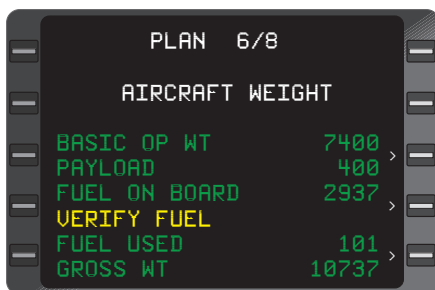 PLAN 6/8
AIRCRAFT WEIGHT
BASIC OP WT 7400
PAYLOAD 400 >
FUEL ON BOARD 2937
VERIFY FUEL >
FUEL USED 101
GROSS WT 10737 >